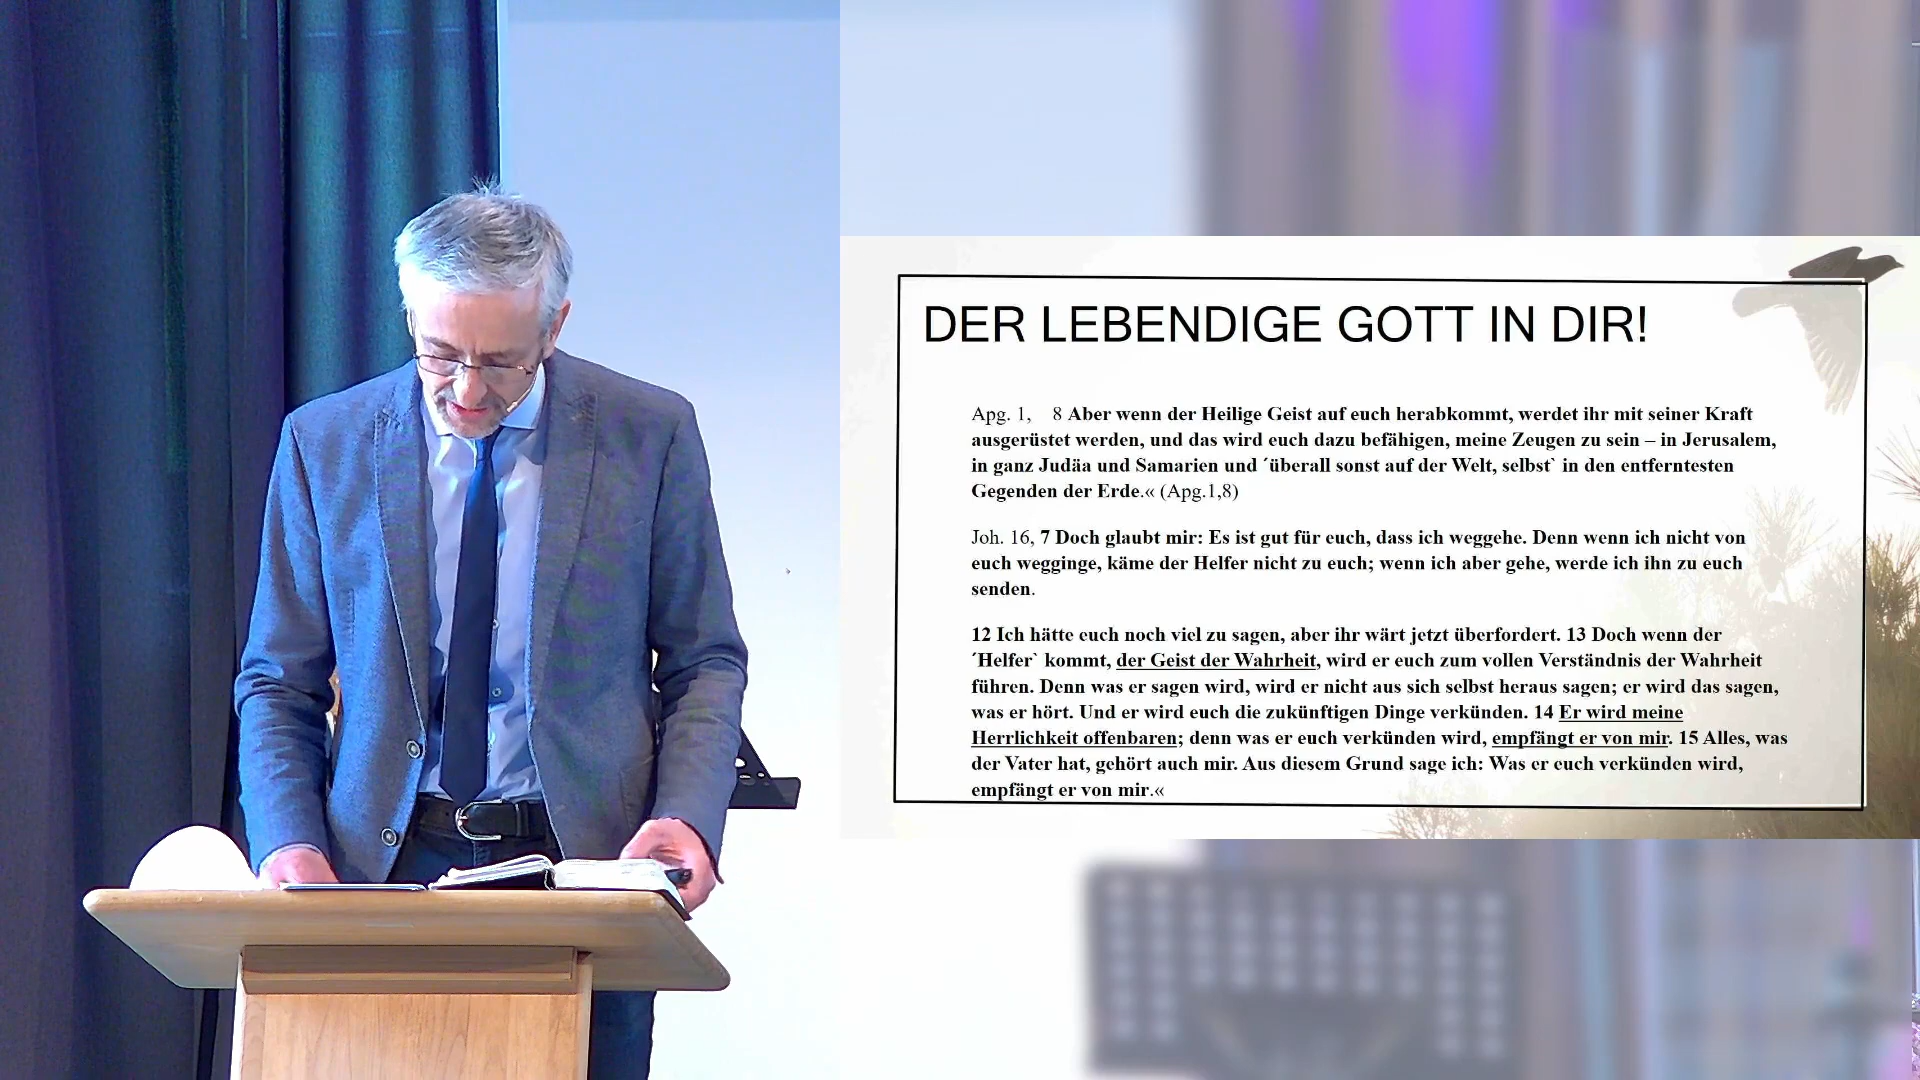 DER LEBENDIGE GOTT IN DIR!
Apg. 1, 8 Aber wenn der Heilige Geist auf euch herabkommt, werdet ihr mit seiner Kraft
ausgerüstet werden, und das wird euch dazu befähigen, meine Zeugen zu sein – in Jerusalem,
in ganz Judäa und Samarien und ´überall sonst auf der Welt, selbst` in den entferntesten
Gegenden der Erde.« (Apg.1,8)
Joh. 16, 7 Doch glaubt mir: Es ist gut für euch, dass ich weggehe. Denn wenn ich nicht von
euch wegginge, käme der Helfer nicht zu euch; wenn ich aber gehe, werde ich ihn zu euch
senden.
12 Ich hätte euch noch viel zu sagen, aber ihr wärt jetzt überfordert. 13 Doch wenn der
´Helfer` kommt, der Geist der Wahrheit, wird er euch zum vollen Verständnis der Wahrheit
führen. Denn was er sagen wird, wird er nicht aus sich selbst heraus sagen; er wird das sagen,
was er hört. Und er wird euch die zukünftigen Dinge verkünden. 14 Er wird meine
Herrlichkeit offenbaren; denn was er euch verkünden wird, empfängt er von mir. 15 Alles, was
der Vater hat, gehört auch mir. Aus diesem Grund sage ich: Was er euch verkünden wird,
empfängt er von mir.«